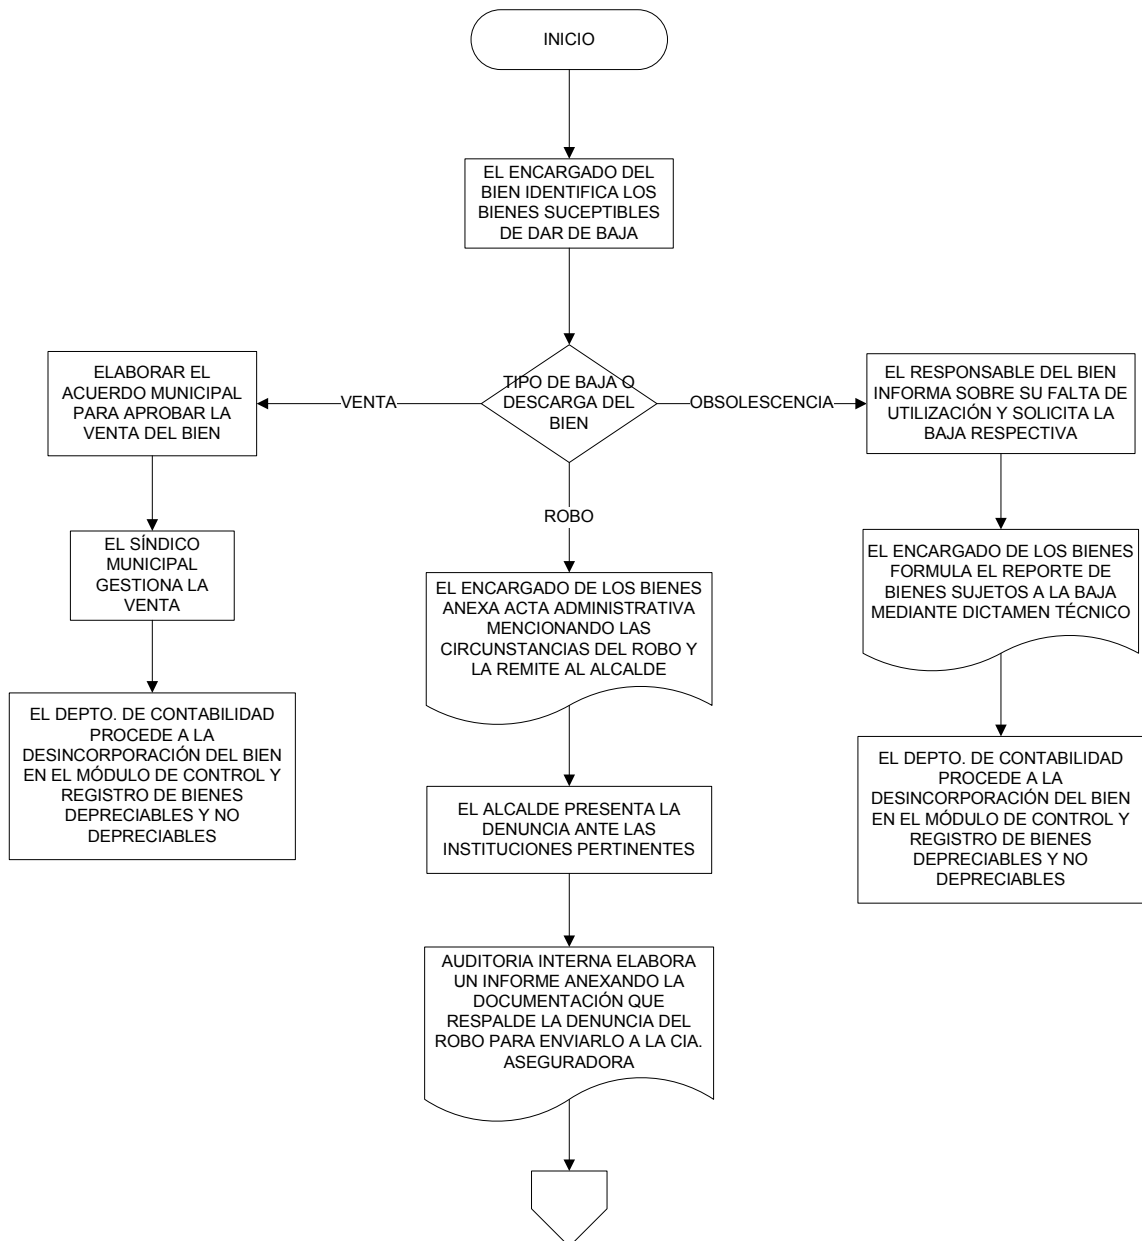 INICIO
EL ENCARGADO DEL
BIEN IDENTIFICA LOS
BIENES SUCEPTIBLES
DE DAR DE BAJA
TIPO DE BAJA O
DESCARGA DEL
BIEN
VENTA
OBSOLESCENCIA
ROBO
ELABORAR EL
ACUERDO MUNICIPAL
PARA APROBAR LA
VENTA DEL BIEN
EL SÍNDICO
MUNICIPAL
GESTIONA LA
VENTA
EL DEPTO. DE CONTABILIDAD
PROCEDE A LA
DESINCORPORACIÓN DEL BIEN
EN EL MÓDULO DE CONTROL Y
REGISTRO DE BIENES
DEPRECIABLES Y NO
DEPRECIABLES
EL ENCARGADO DE LOS BIENES
ANEXA ACTA ADMINISTRATIVA
MENCIONANDO LAS
CIRCUNSTANCIAS DEL ROBO Y
LA REMITE AL ALCALDE
EL ALCALDE PRESENTA LA
DENUNCIA ANTE LAS
INSTITUCIONES PERTINENTES
AUDITORIA INTERNA ELABORA
UN INFORME ANEXANDO LA
DOCUMENTACIÓN QUE
RESPALDE LA DENUNCIA DEL
ROBO PARA ENVIARLO A LA CIA.
ASEGURADORA
EL RESPONSABLE DEL BIEN
INFORMA SOBRE SU FALTA DE
UTILIZACIÓN Y SOLICITA LA
BAJA RESPECTIVA
EL ENCARGADO DE LOS BIENES
FORMULA EL REPORTE DE
BIENES SUJETOS A LA BAJA
MEDIANTE DICTAMEN TÉCNICO
EL DEPTO. DE CONTABILIDAD
PROCEDE A LA
DESINCORPORACIÓN DEL BIEN
EN EL MÓDULO DE CONTROL Y
REGISTRO DE BIENES
DEPRECIABLES Y NO
DEPRECIABLES